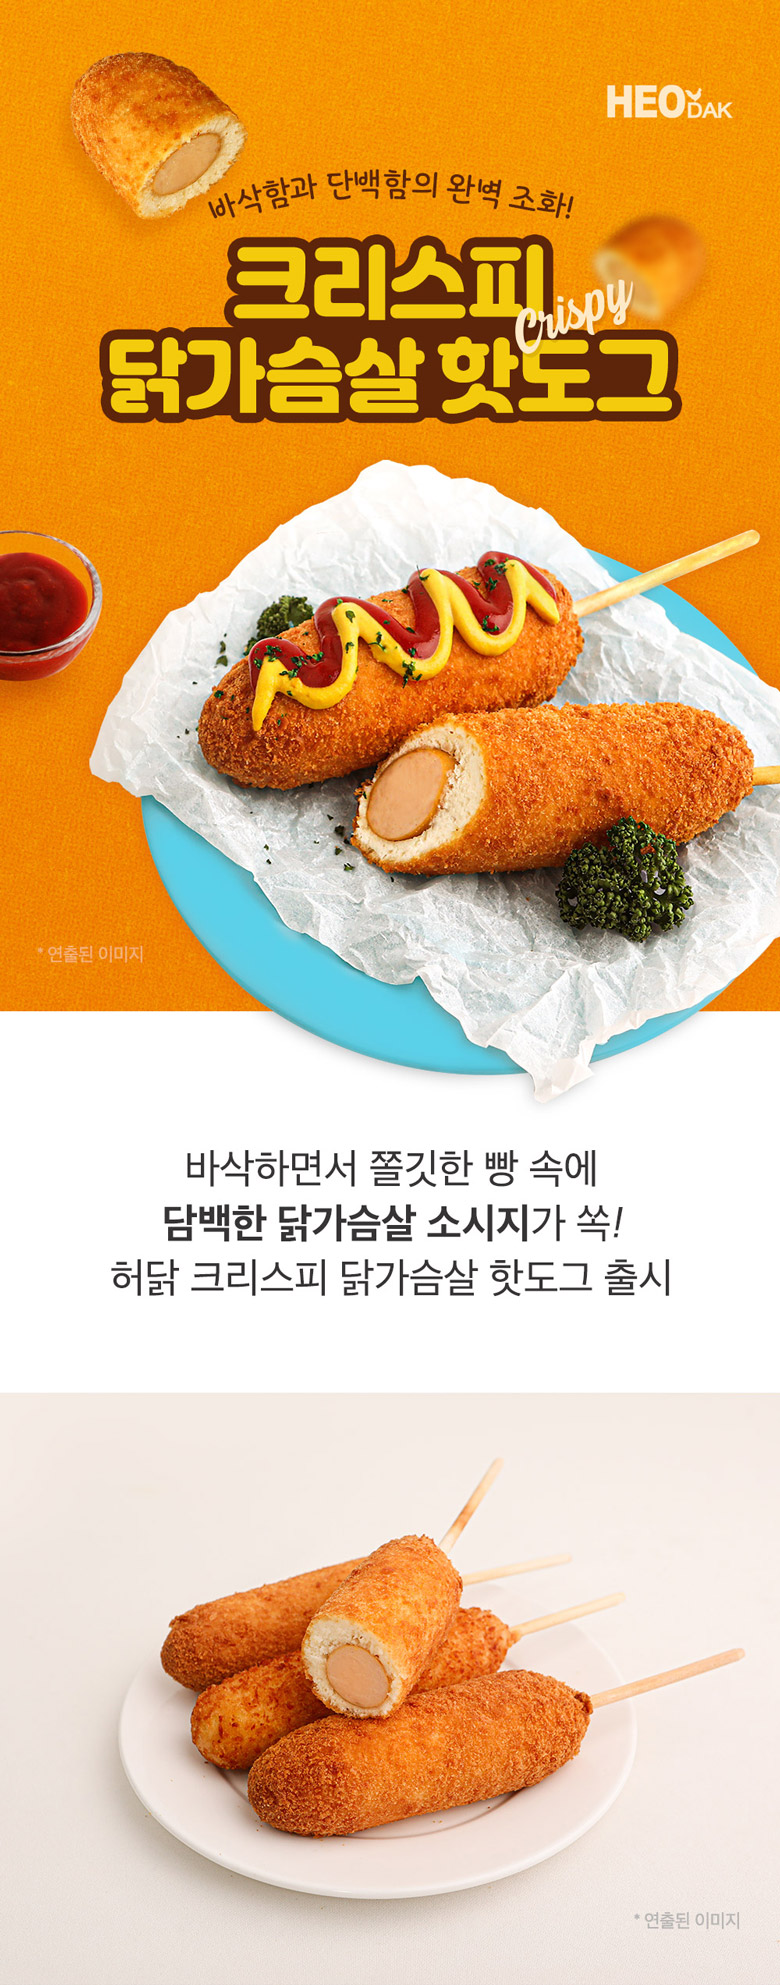 HEODAK
바삭함과 단백함의 완벽 조화!
크리스피
Crispy
닭가슴살 핫도그
* 연출된 이미지
바삭하면서 쫄깃한 빵 속에
담백한 닭가슴살 소시지가 쏙!
허닭 크리스피 닭가슴살 핫도그 출시
* 연출된 이미지